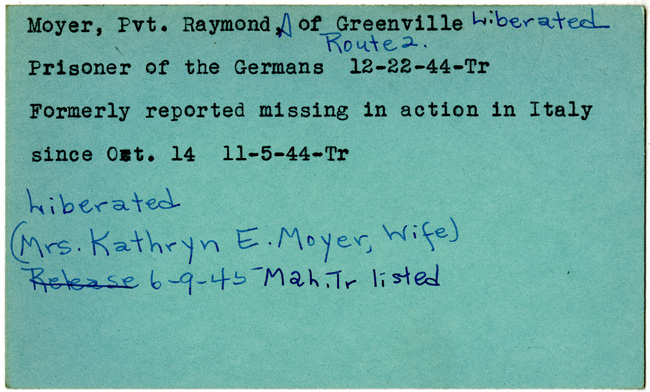 Moyer, Pvt. Raymond, A of Greenville Liberated
Route 2.
Prisoner of the Germans 12-22-44-Tr
Formerly reported missing in action in Italy
since Oct. 14 11-5-44-Tr
Liberated
(Mrs. Kathryn E. Moyer, Wife)
Release 6-9-45- Mah. Tr listed